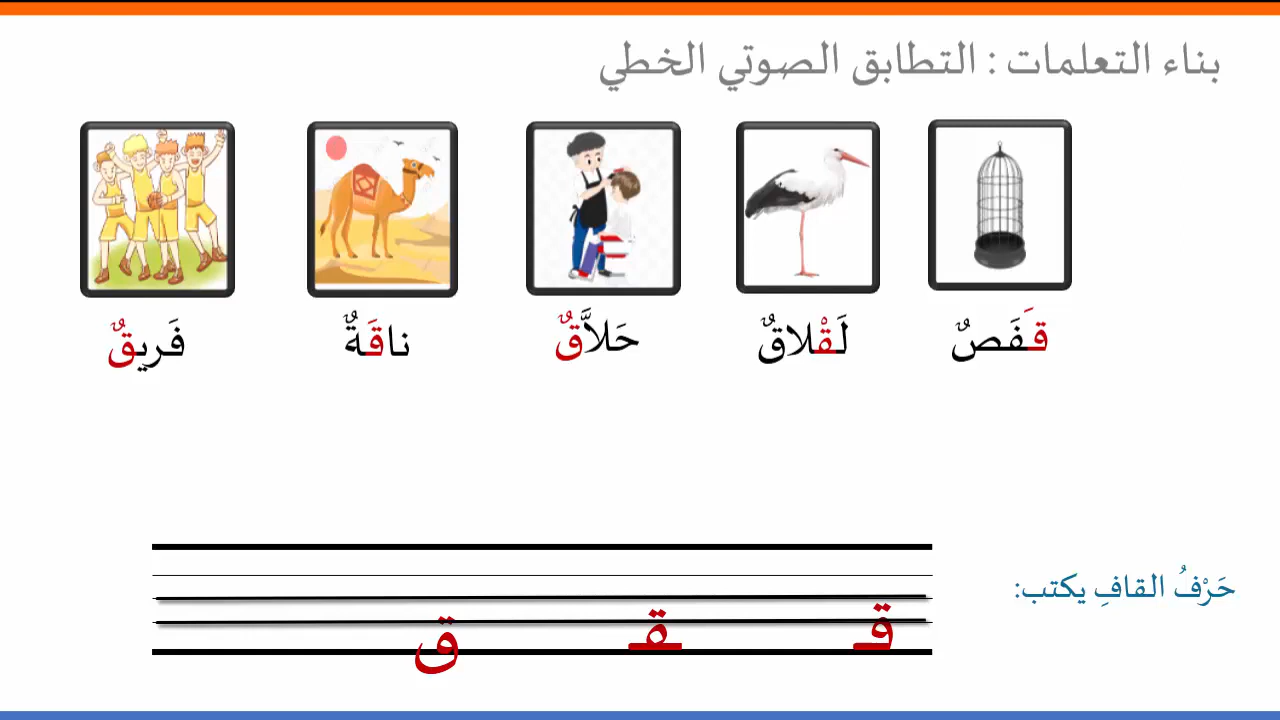 بناء التعلمات : التطابق الصوتي الخطي
قَفَصٌ لَقْلاقٌ حَلاَّقٌ ناقَةٌ فَريقٌ
حَرْفُ القافِ يكتب:
قـ ـقـ ق